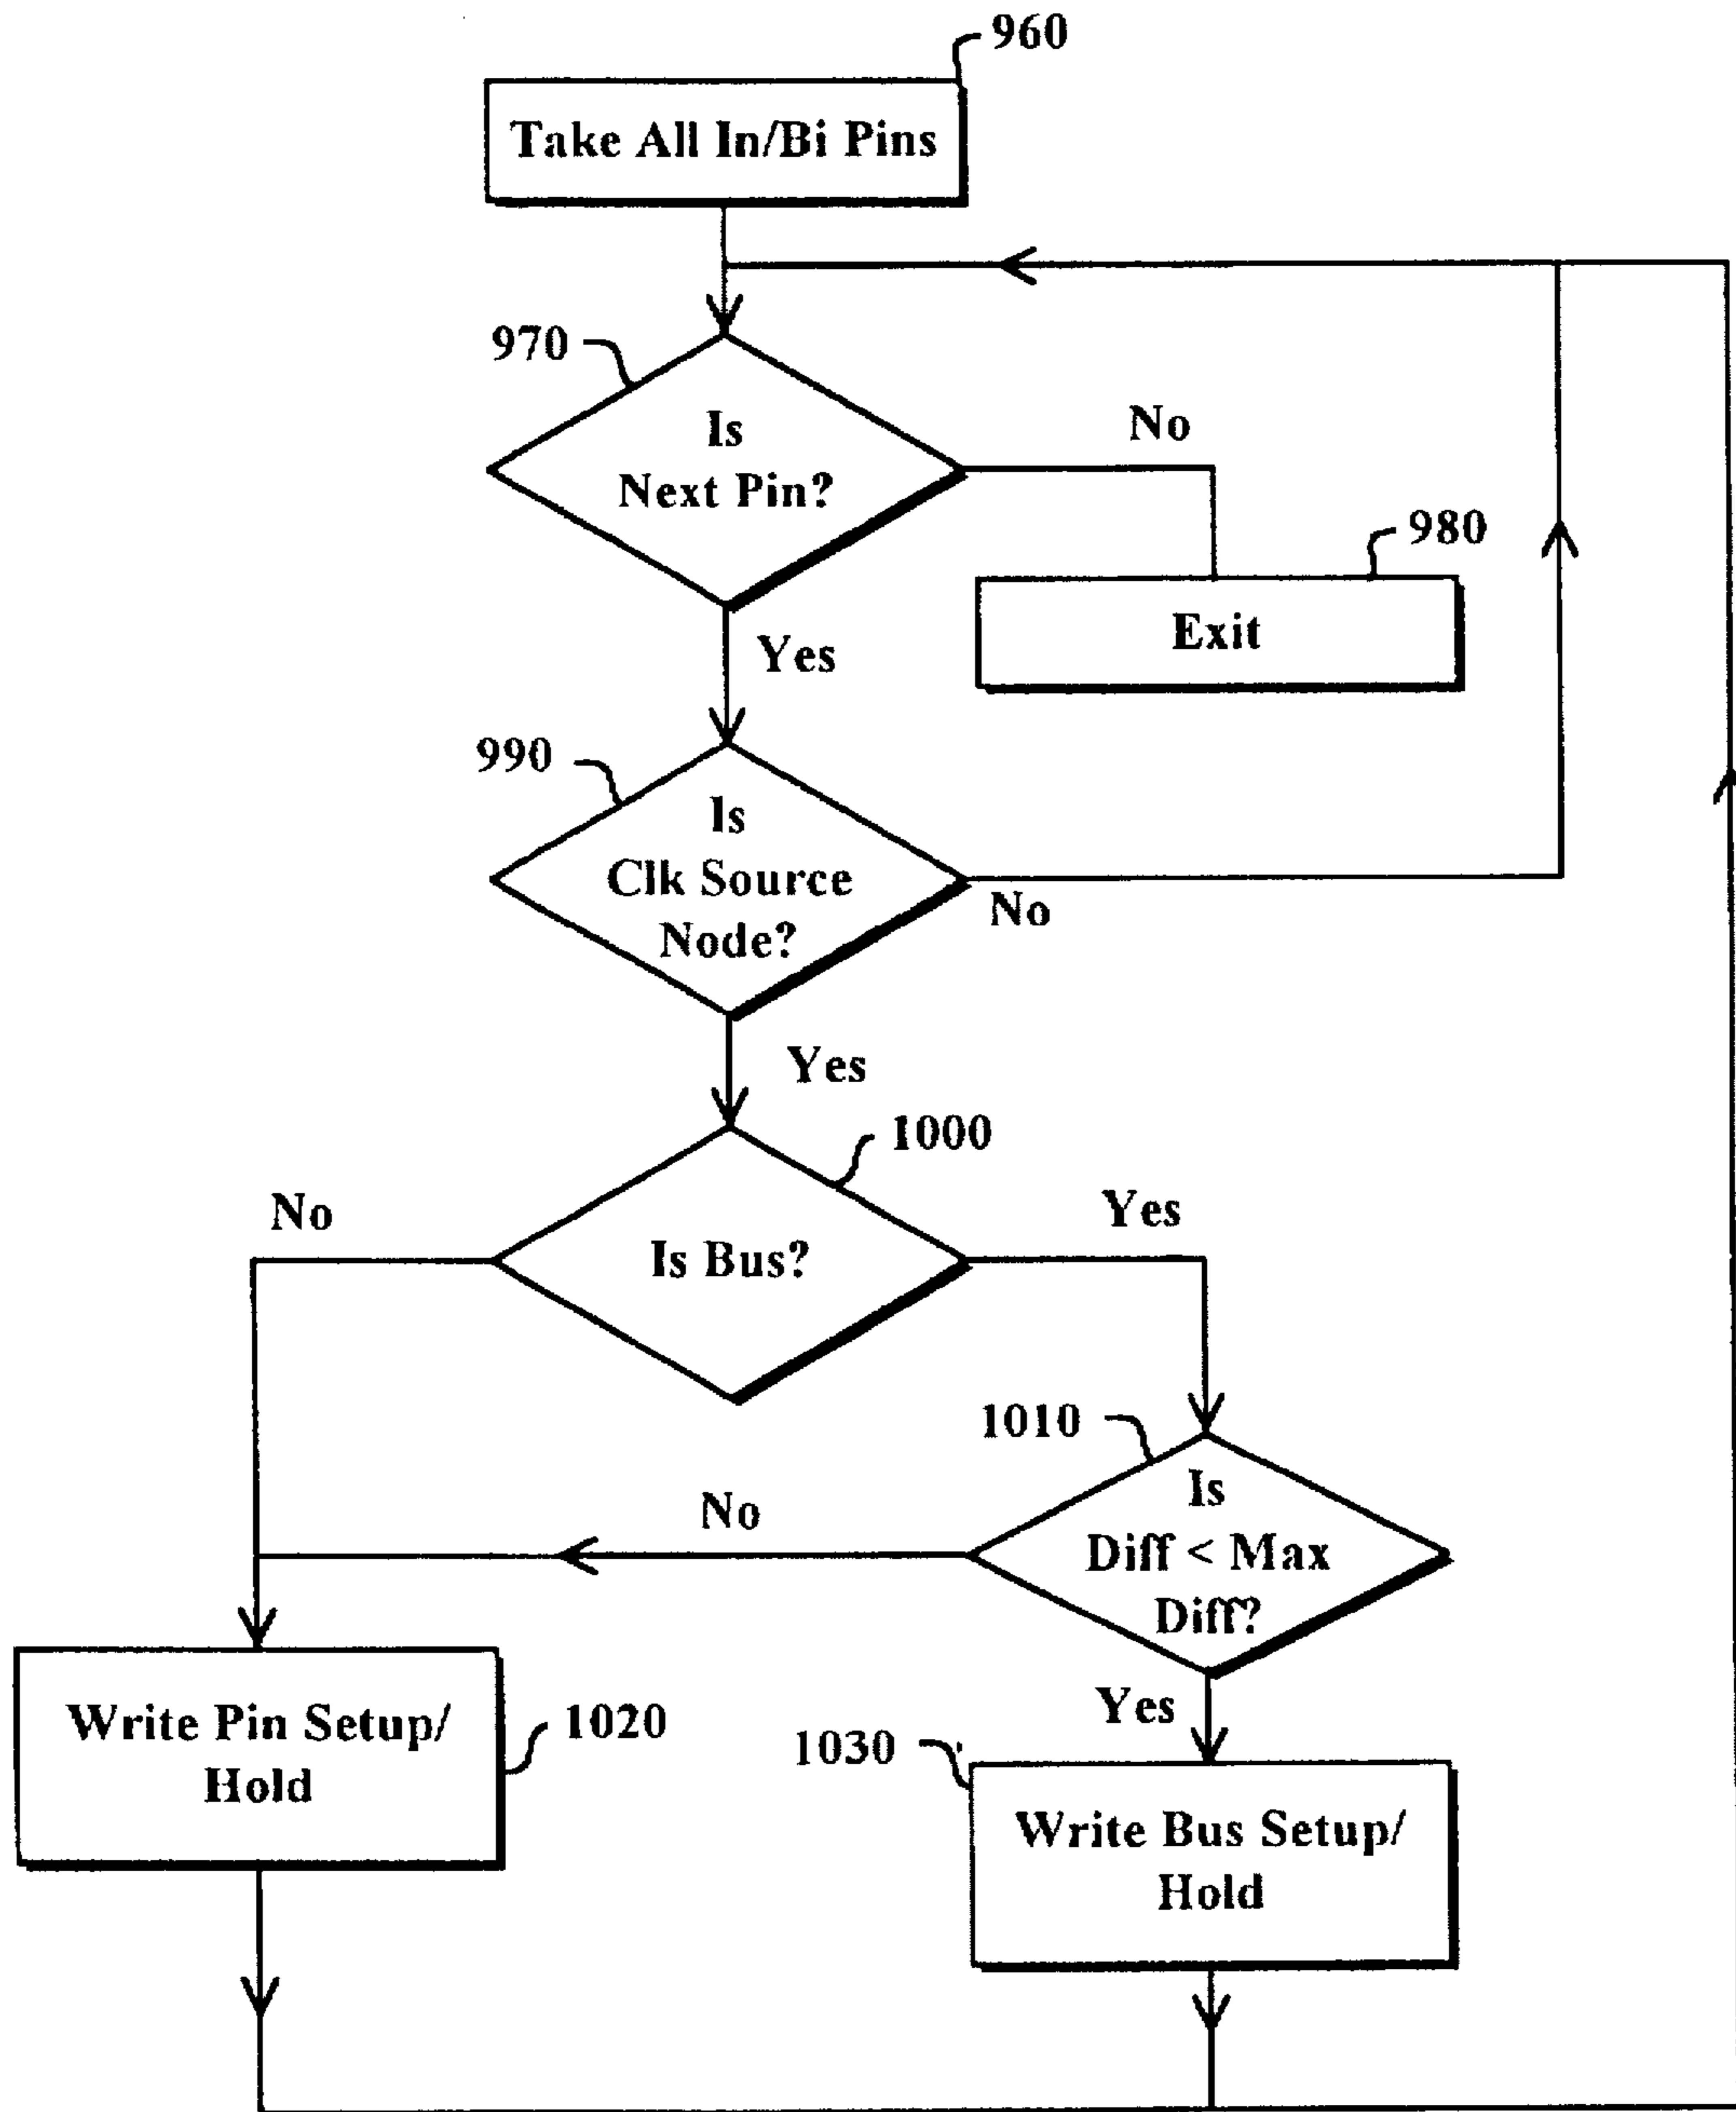 960
Take All In/Bi Pins
970
Is
Next Pin?
No
980
Exit
Yes
990
Is
Clk Source
Node?
No
Yes
1000
Is Bus?
No
Yes
1010
Is
Diff < Max
Diff?
No
Yes
Write Pin Setup/
Hold
1020
1030
Write Bus Setup/
Hold